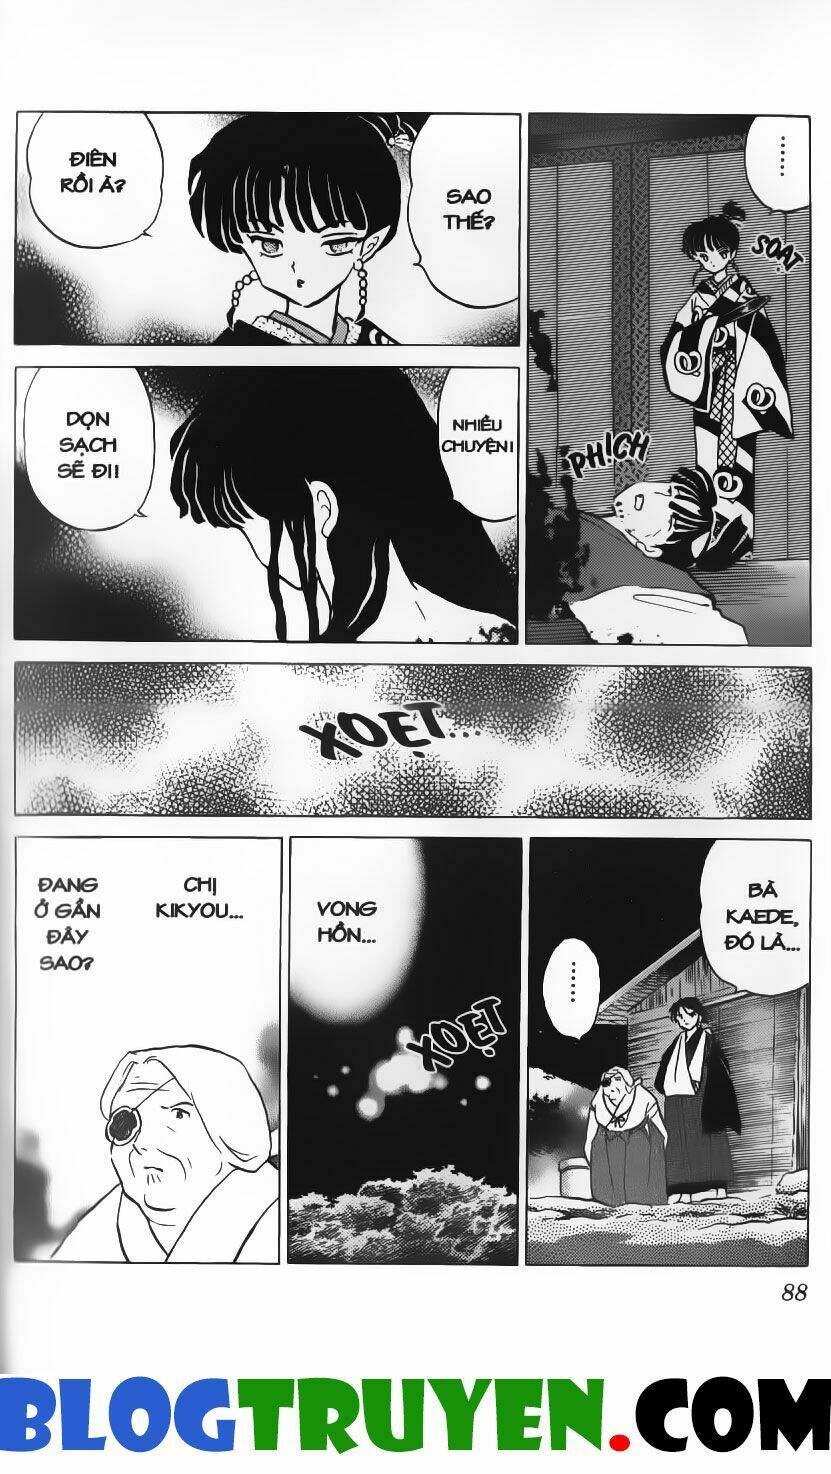 ......
SOẠT
PHỊCH
SAO
THẾ?
ĐIÊN
RỒI À?
NHIỀU
CHUYỆN!
DỌN
SẠCH
SẼ ĐI!
XOẸT...
BÀ
KAEDE,
ĐÓ LÀ...
......
VONG
HỒN...
XOẸT
CHỊ
KIKYOU...
ĐANG
Ở GẦN
ĐÂY
SAO?
88
BLOGTRUYEN.COM